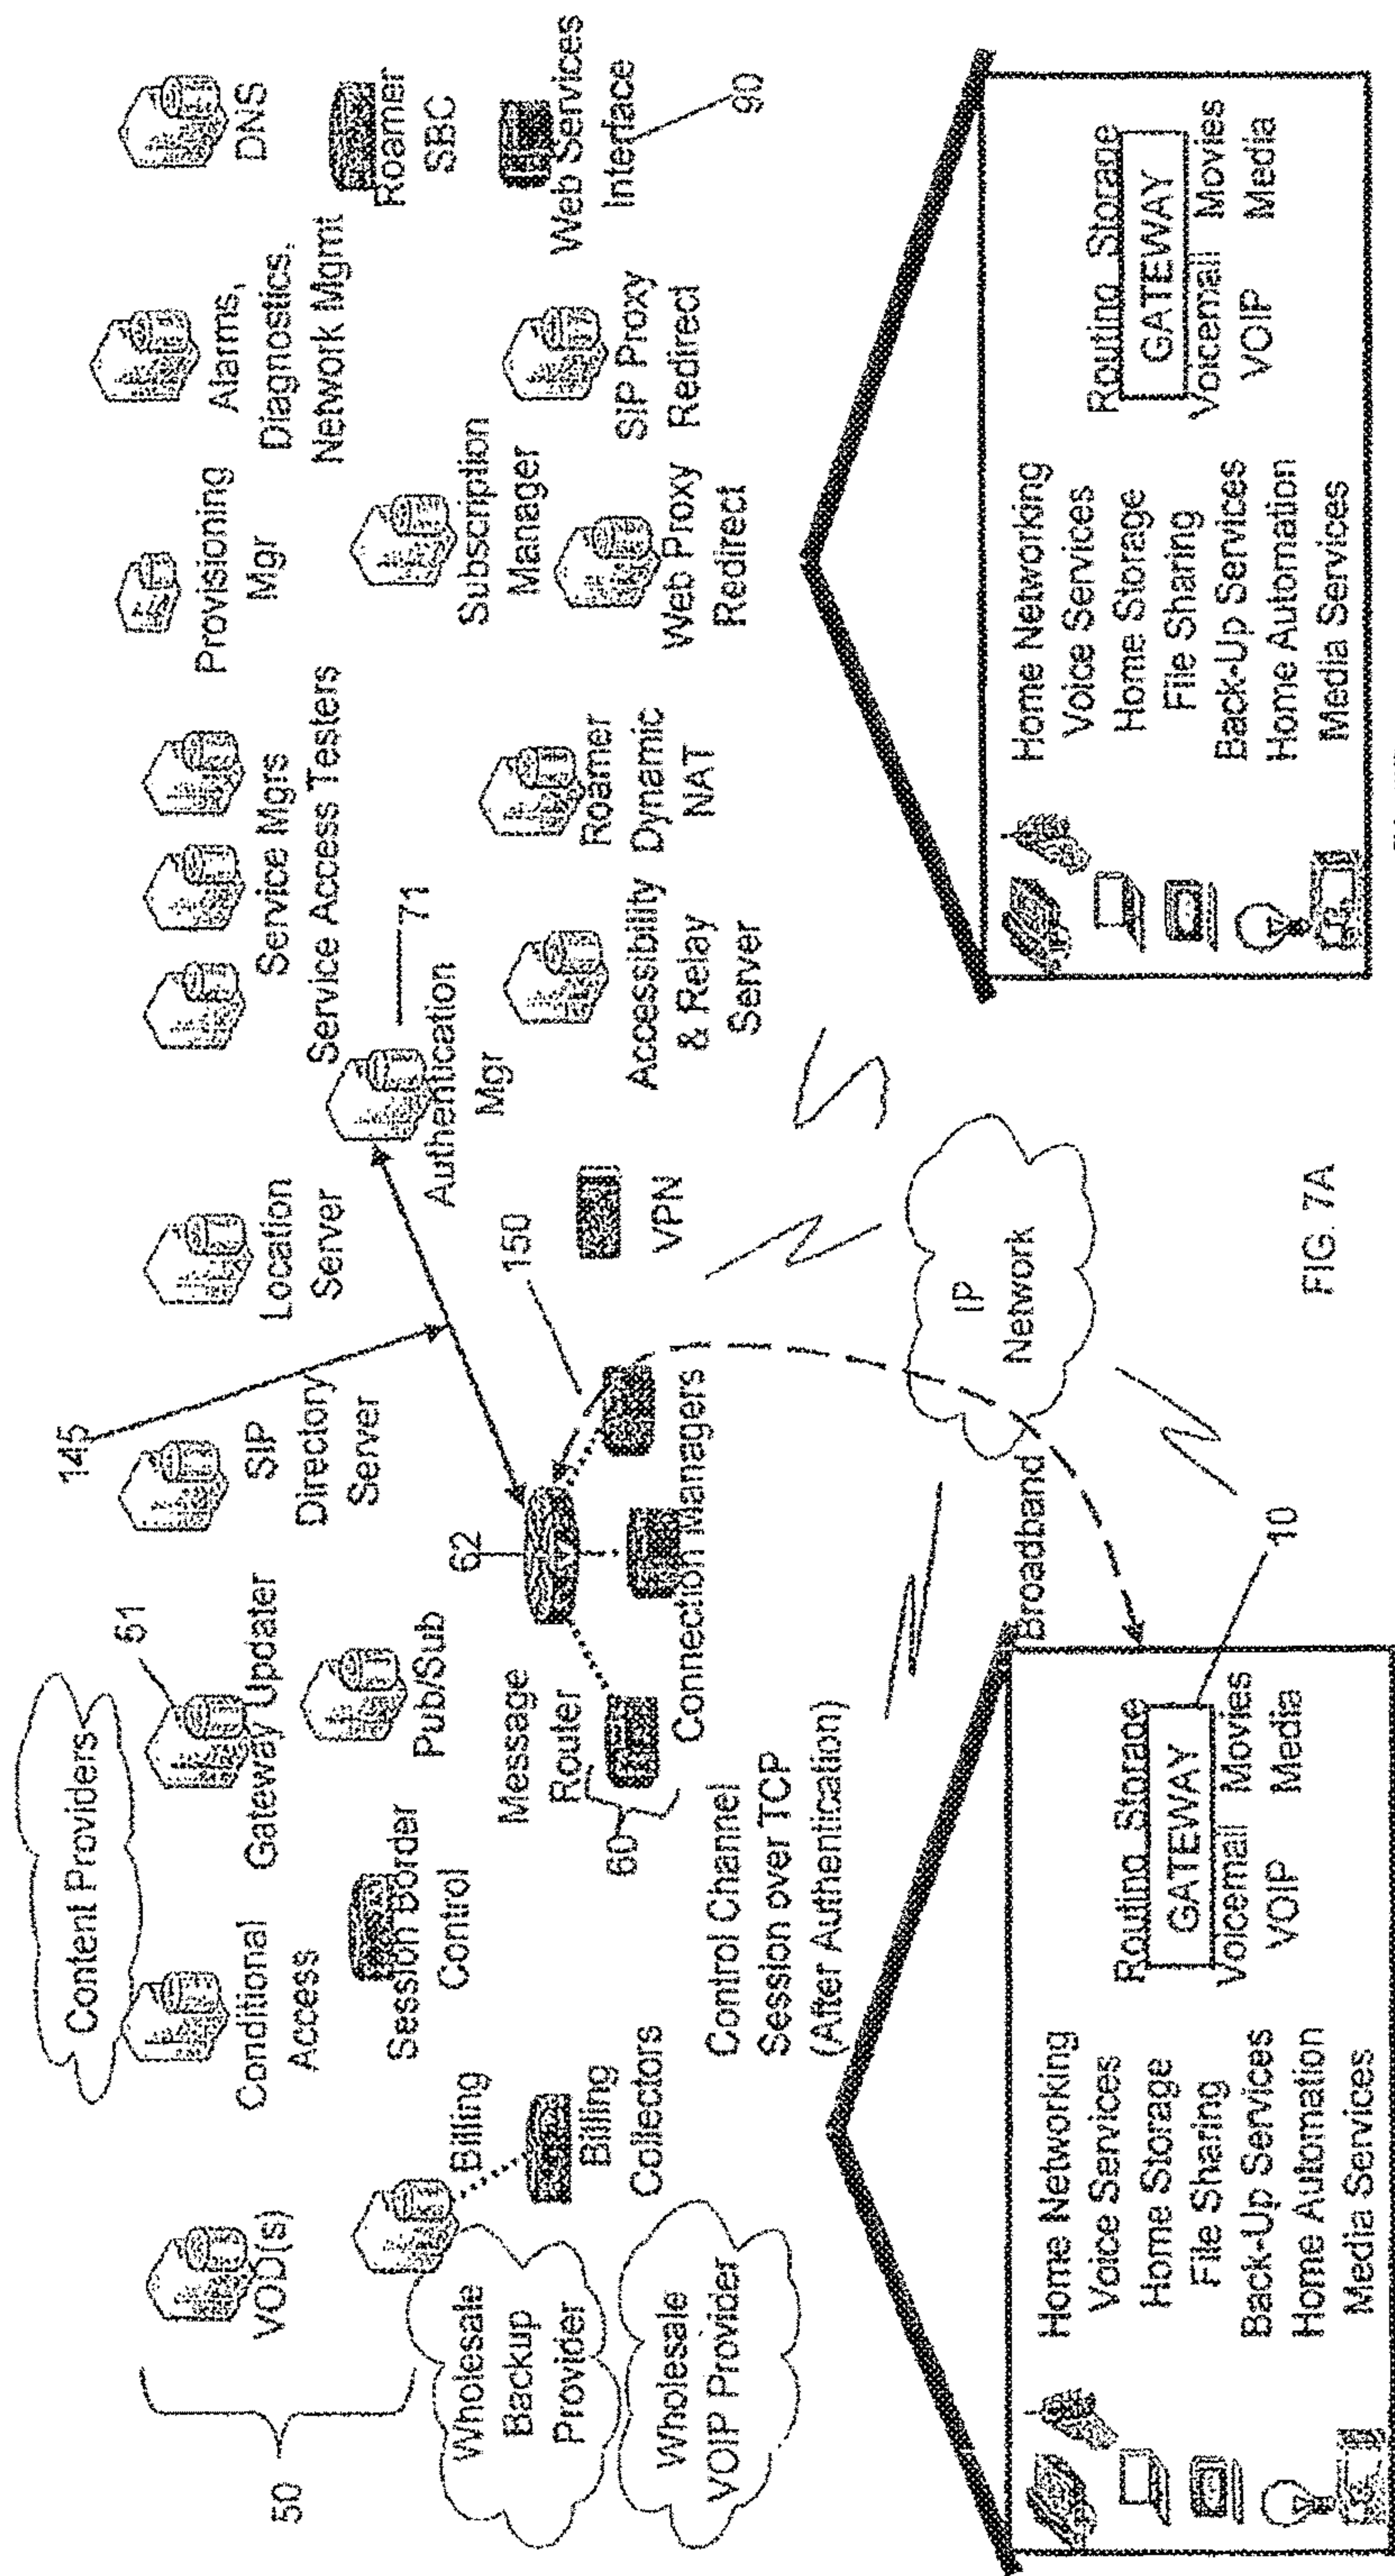 Content Providers
145
61
50
VOD(s)
Conditional
Access
Gateway Updater
SIP
Directory
Server
Location
Server
Service Mgrs
Service Access Testers
Provisioning
Mgr
Alarms,
Diagnostics,
Network Mgmt
DNS
Billing
Session Border
Control
Pub/Sub
62
71
Authentication
Mgr
Subscription
Manager
Roamer
SBC
Wholesale
Backup
Provider
Billing
Collectors
Message
Router
60
150
Connection Managers
VPN
Accessibility
& Relay
Server
Roamer
Dynamic
NAT
Web Proxy
Redirect
SIP Proxy
Redirect
Web Services
Interface
90
Wholesale
VOIP Provider
Control Channel
Session over TCP
(After Authentication)
IP
Network
Broadband
10
Home Networking
Voice Services
Home Storage
File Sharing
Back-Up Services
Home Automation
Media Services
Routing Storage
GATEWAY
Voicemail Movies
VOIP Media
Home Networking
Voice Services
Home Storage
File Sharing
Back-Up Services
Home Automation
Media Services
Routing Storage
GATEWAY
Voicemail Movies
VOIP Media
FIG. 7A